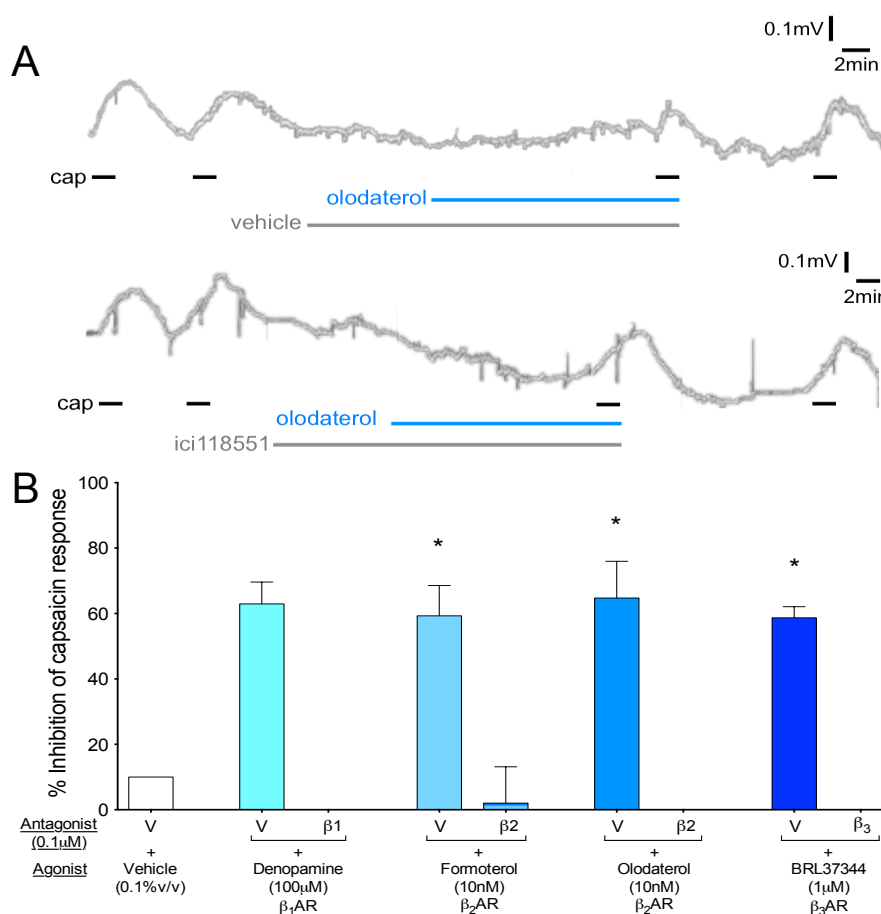 A
0.1mV
2min
cap
olodaterol
vehicle
0.1mV
2min
cap
olodaterol
ici118551
B
% Inhibition of capsaicin response
100
80
60
40
20
0
* * *
Antagonist (0.1μM) V V β1 V β2 V β2 V β₃
+ + + + +
Agonist Vehicle (0.1%v/v) Denopamine (100μM) β₁AR Formoterol (10nM) β₂AR Olodaterol (10nM) β₂AR BRL37344 (1μM) β₃AR